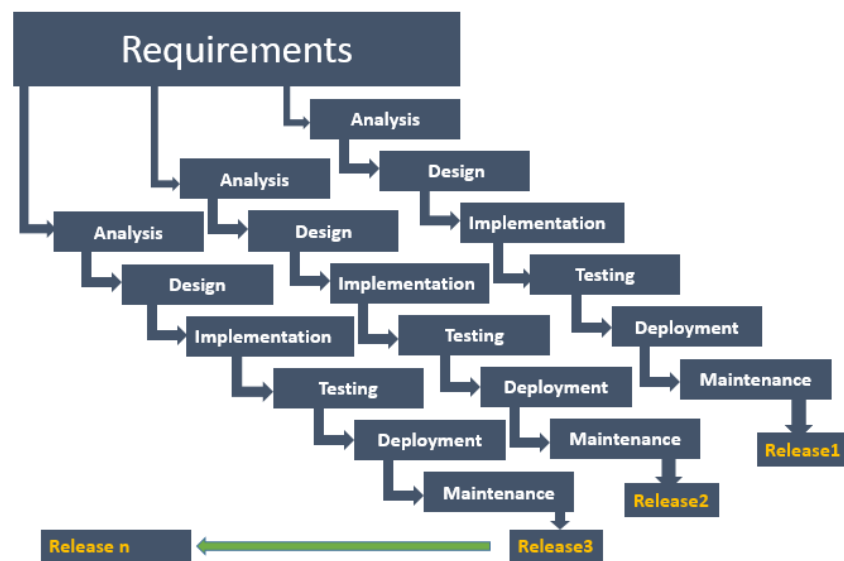 Requirements
Analysis
Design
Implementation
Testing
Deployment
Maintenance
Release1
Analysis
Design
Implementation
Testing
Deployment
Maintenance
Release2
Analysis
Design
Implementation
Testing
Deployment
Maintenance
Release3
Release n